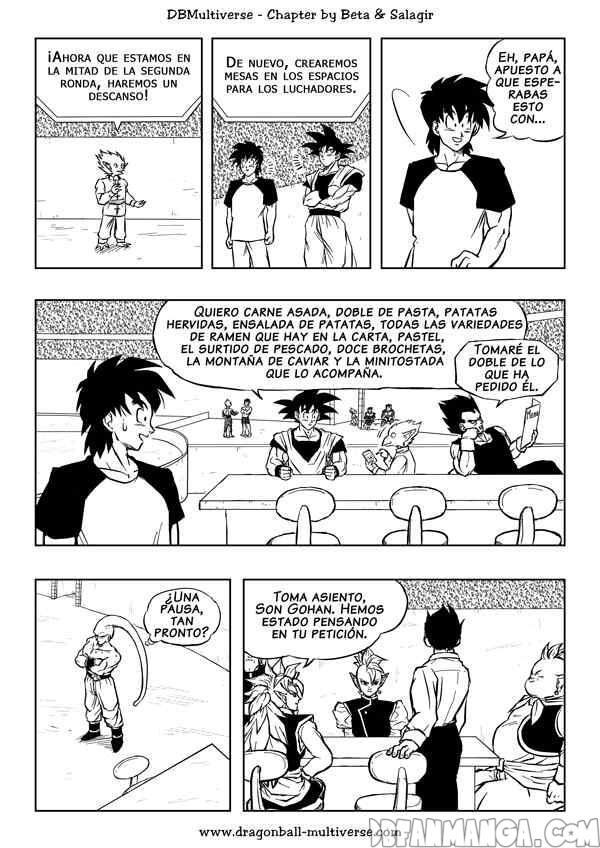 DBMultiverse - Chapter by Beta & Salagir
¡Ahora que estamos en
la mitad de la segunda
ronda, haremos un
descanso!
De nuevo, crearemos
mesas en los espacios
para los luchadores.
Eh, papá,
apuesto a
que espe-
rabas
esto
con...
Quiero carne asada, doble de pasta, patatas
hervidas, ensalada de patatas, todas las variedades
de ramen que hay en la carta, pastel,
el surtido de pescado, doce brochetas,
la montaña de caviar y la minitostada
que lo acompaña.
Tomaré el
doble de lo
que ha
pedido él.
Menu
¿Una
pausa,
tan
pronto?
Toma asiento,
Son Gohan. Hemos
estado pensando
en tu petición.
www.dragonball-multiverse.com
DBFANMANGA.COM